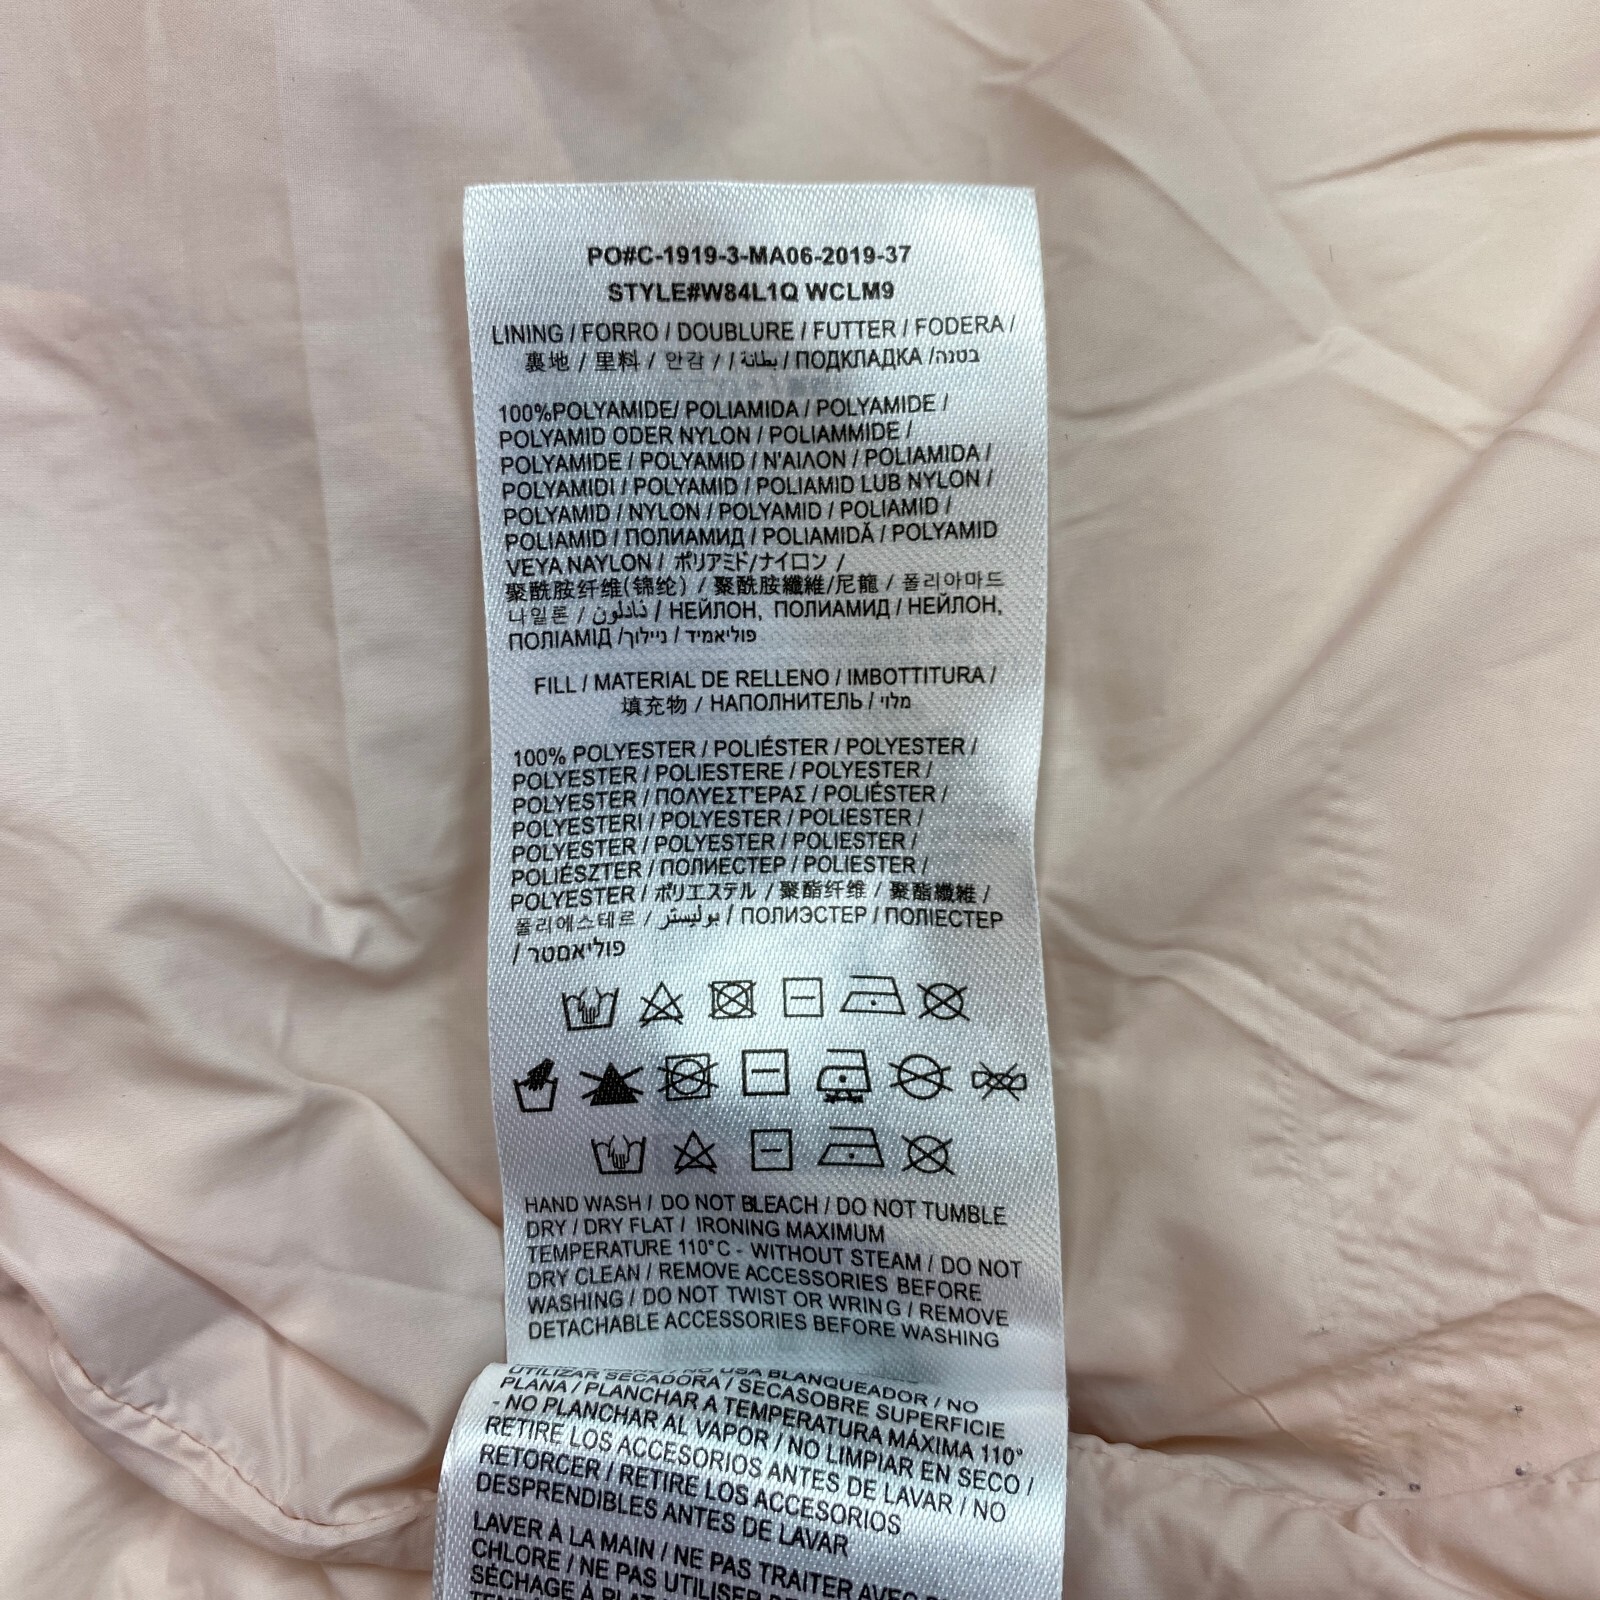 PO#C-1919-3-MA06-2019-37
STYLE#W84L1Q WCLM9
LINING / FORRO / DOUBLURE / FUTTER / FODERA /
裏地 / 里料 / 안감 / / بطانة / ПОДКЛАДКА /בטנה
100%POLYAMIDE/ POLIAMIDA / POLYAMIDE /
POLYAMID ODER NYLON / POLIAMMIDE /
POLYAMIDE / POLYAMID / Ν'ΑΙΛΟΝ / POLIAMIDA /
POLYAMIDI / POLYAMID / POLIAMID LUB NYLON /
POLYAMID / NYLON / POLYAMID / POLIAMID /
POLIAMID / ПОЛИАМИД / POLIAMIDĂ / POLYAMID
VEYA NAYLON / ポリアミド/ナイロン /
聚酰胺纤维(锦纶) / 聚酰胺纖維/尼龍 / 폴리아마드
나일론 / نادلون / НЕЙЛОН, ПОЛИАМИД / НЕЙЛОН,
ПОЛІАМІД /ניילוך / פוליאמיד
FILL / MATERIAL DE RELLENO / IMBOTTITURA /
填充物 / НАПОЛНИТЕЛЬ / מלוי
100% POLYESTER / POLIÉSTER / POLYESTER /
POLYESTER / POLIESTERE / POLYESTER /
POLYESTER / ΠΟΛΥΕΣΤ'ΕΡΑΣ / POLIÉSTER /
POLYESTERI / POLYESTER / POLIESTER /
POLYESTER / POLYESTER / POLIESTER /
POLIÉSZTER / ПОЛИЕСТЕР / POLIESTER /
POLYESTER / ポリエステル / 聚酯纤维 / 聚酯纖維 /
폴리에스테르 / بوليستر / ПОЛИЭСТЕР / ПОЛІЕСТЕР
/ פוליאסטר
HAND WASH / DO NOT BLEACH / DO NOT TUMBLE
DRY / DRY FLAT / IRONING MAXIMUM
TEMPERATURE 110°C - WITHOUT STEAM / DO NOT
DRY CLEAN / REMOVE ACCESSORIES BEFORE
WASHING / DO NOT TWIST OR WRING / REMOVE
DETACHABLE ACCESSORIES BEFORE WASHING
NO USA BLANQUEADOR / NO
UTILIZAR SECADORA / SECASOBRE SUPERFICIE
PLANA / PLANCHAR A TEMPERATURA MÁXIMA 110°
- NO PLANCHAR AL VAPOR / NO LIMPIAR EN SECO /
RETIRE LOS ACCESORIOS ANTES DE LAVAR / NO
RETORCER / RETIRE LOS ACCESORIOS
DESPRENDIBLES ANTES DE LAVAR
LAVER À LA MAIN / NE PAS TRAITER AVEC
CHLORE / NE PAS UTILISER
SÉCHAGE À PLAT